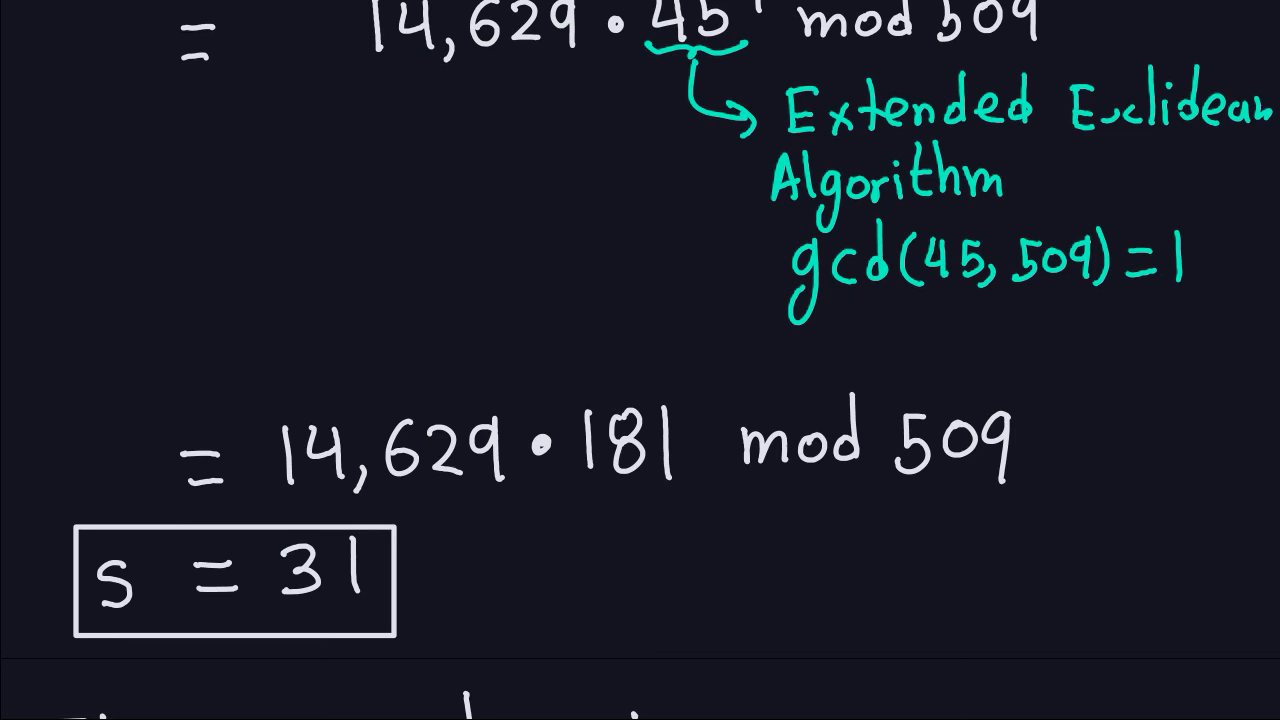 = 14,629 • 45 mod 509
Extended Euclidean
Algorithm
gcd(45, 509) = 1
= 14,629 • 181 mod 509
s = 31